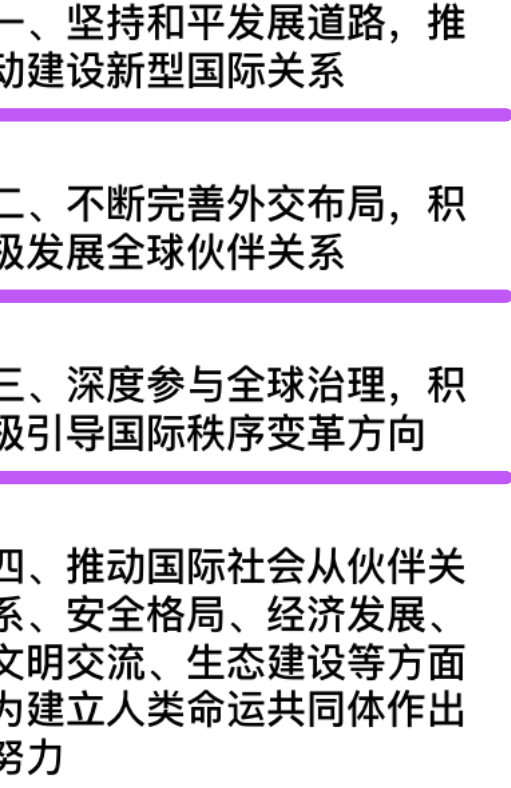 一、坚持和平发展道路，推
动建设新型国际关系
二、不断完善外交布局，积
极发展全球伙伴关系
三、深度参与全球治理，积
极引导国际秩序变革方向
四、推动国际社会从伙伴关
系、安全格局、经济发展、
文明交流、生态建设等方面
为建立人类命运共同体作出
努力